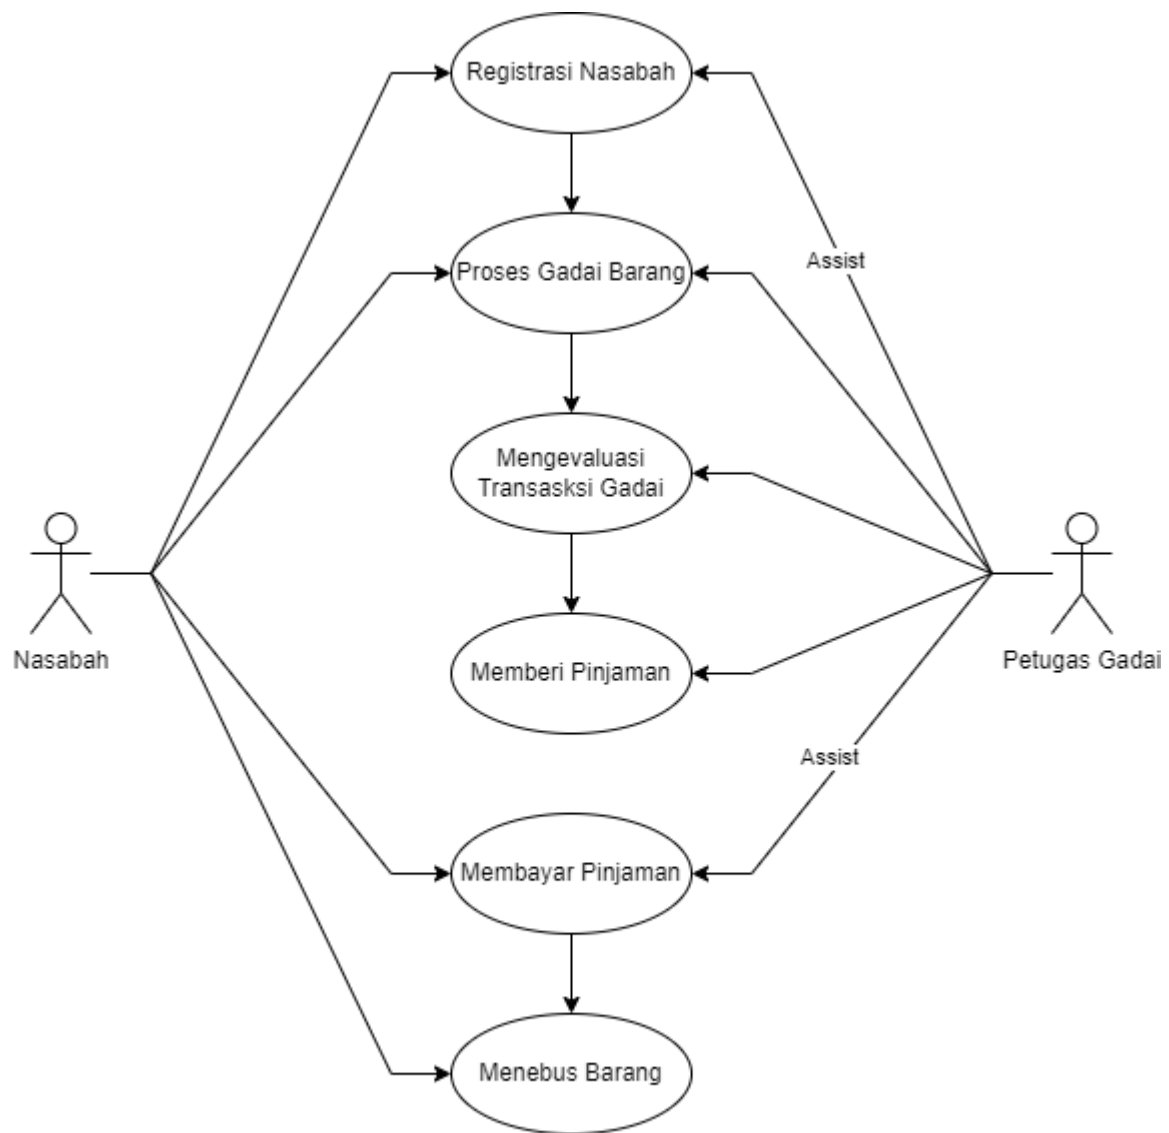 Registrasi Nasabah
Assist
Proses Gadai Barang
Mengevaluasi
Transasksi Gadai
Nasabah
Petugas Gadai
Memberi Pinjaman
Assist
Membayar Pinjaman
Menebus Barang